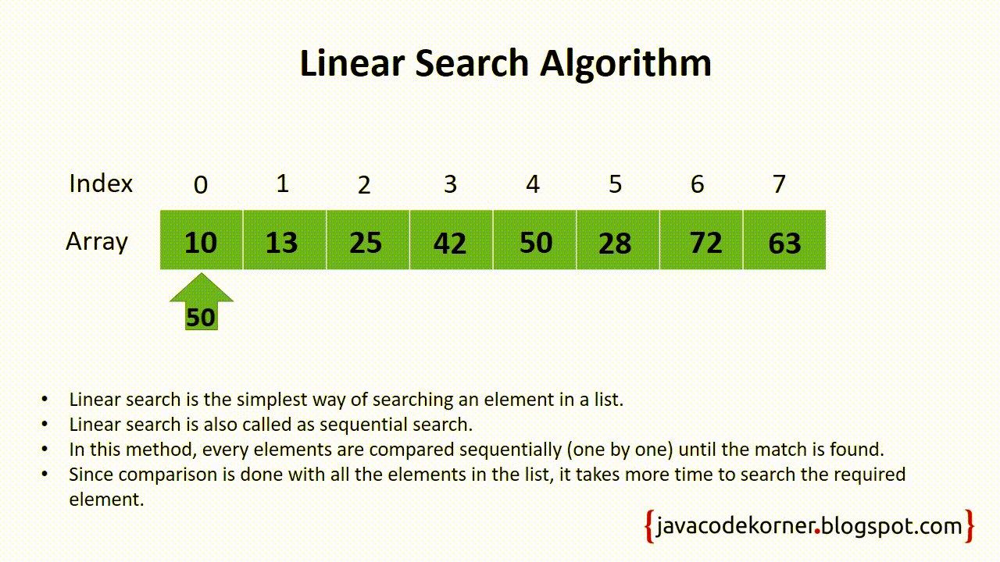 Linear Search Algorithm
Index 0 1 2 3 4 5 6 7
Array 10 13 25 42 50 28 72 63
50
• Linear search is the simplest way of searching an element in a list.
• Linear search is also called as sequential search.
• In this method, every elements are compared sequentially (one by one) until the match is found.
• Since comparison is done with all the elements in the list, it takes more time to search the required
element.
{javacodekorner.blogspot.com}